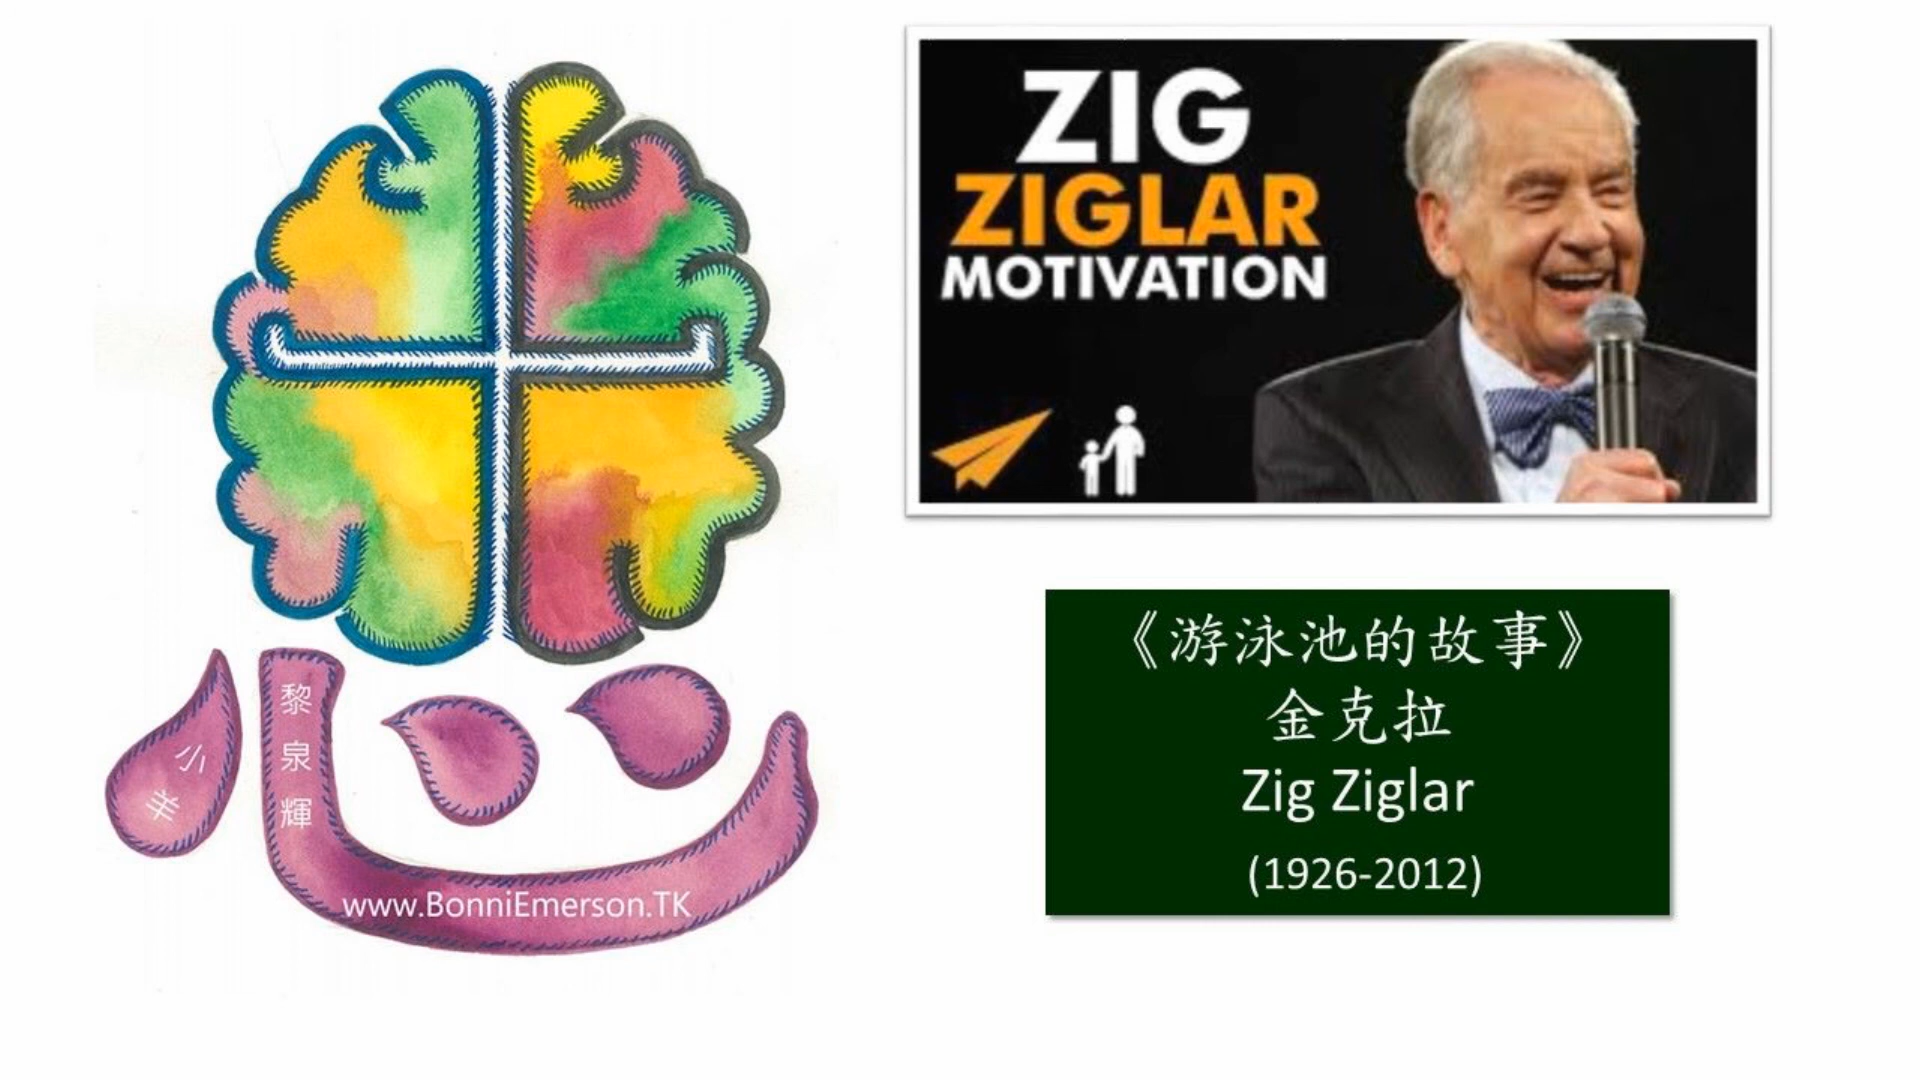 小羊
黎泉輝
www.BonniEmerson.TK
ZIG
ZIGLAR
MOTIVATION
《游泳池的故事》
金克拉
Zig Ziglar
(1926-2012)